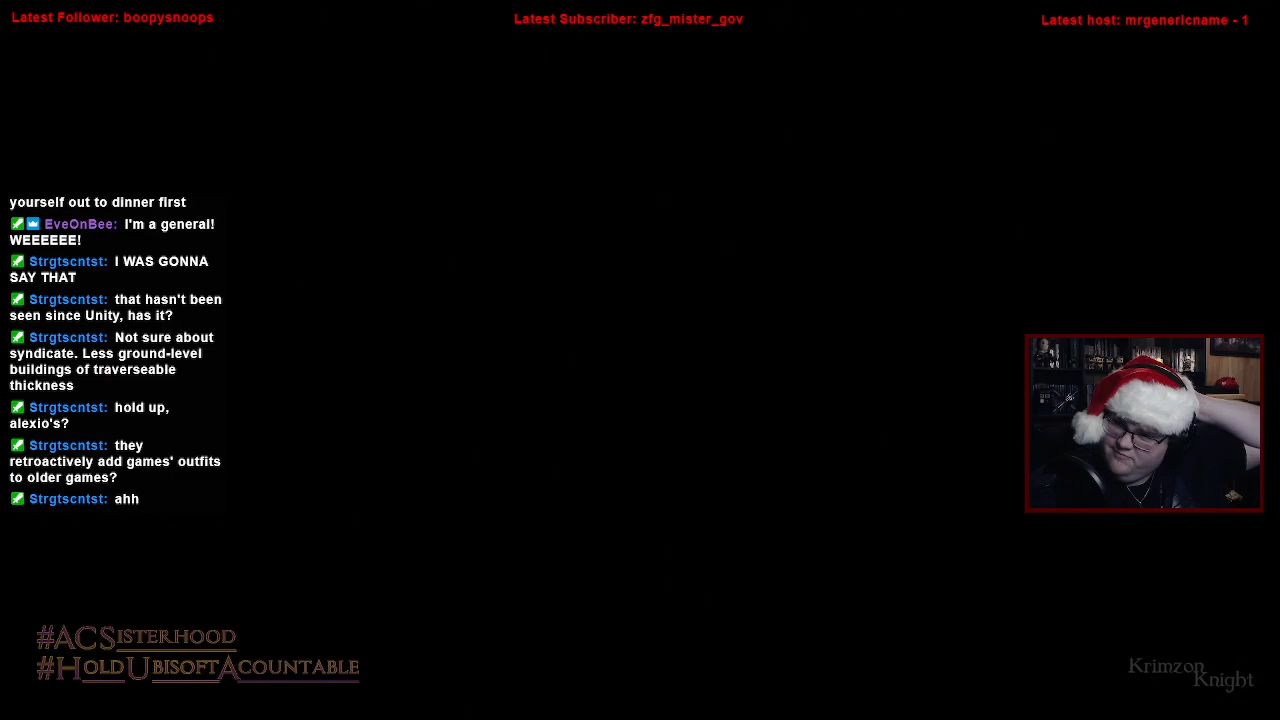 Latest Follower: boopysnoops
Latest Subscriber: zfg_mister_gov
Latest host: mrgenericname - 1
yourself out to dinner first
EveOnBee: I'm a general!
WEEEEEE!
Strgtscntst: I WAS GONNA
SAY THAT
Strgtscntst: that hasn't been
seen since Unity, has it?
Strgtscntst: Not sure about
syndicate. Less ground-level
buildings of traverseable
thickness
Strgtscntst: hold up,
alexio's?
Strgtscntst: they
retroactively add games' outfits
to older games?
Strgtscntst: ahh
#ACSisterhood
#HoldUbisoftAcountable
Krimzon
Knight